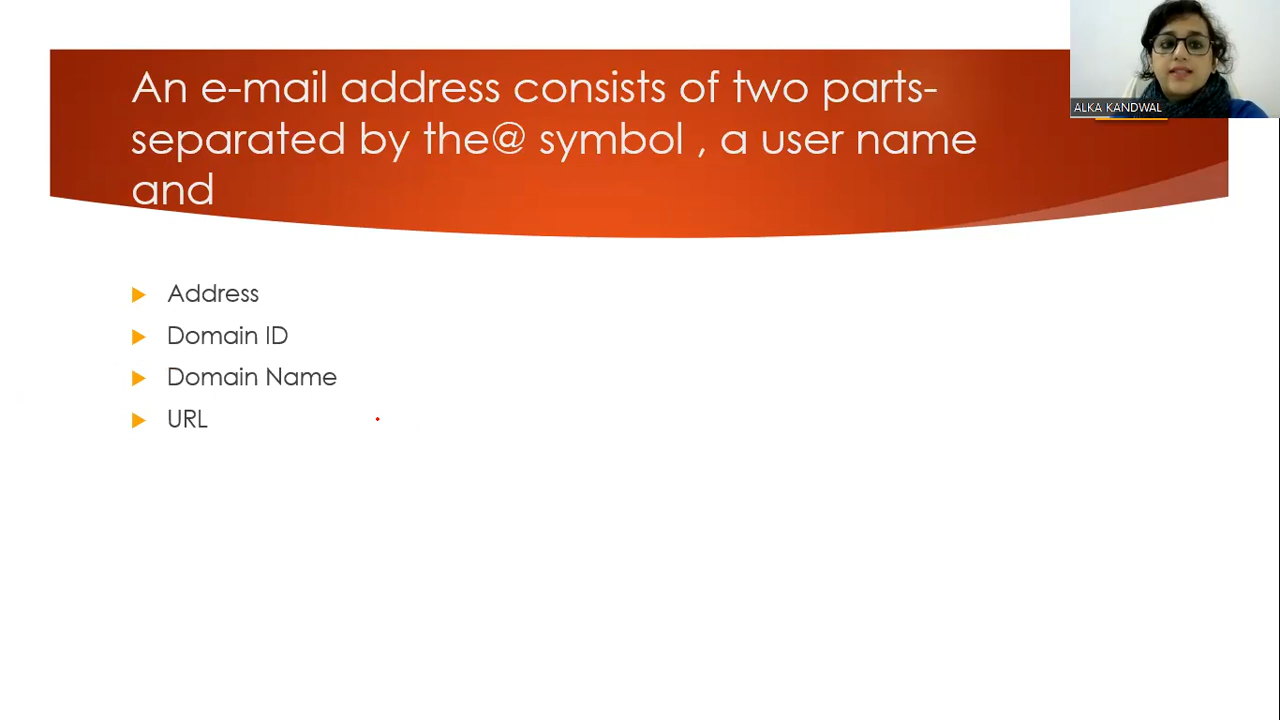 An e-mail address consists of two parts-
separated by the@ symbol , a user name
and
ALKA KANDWAL
Address
Domain ID
Domain Name
URL